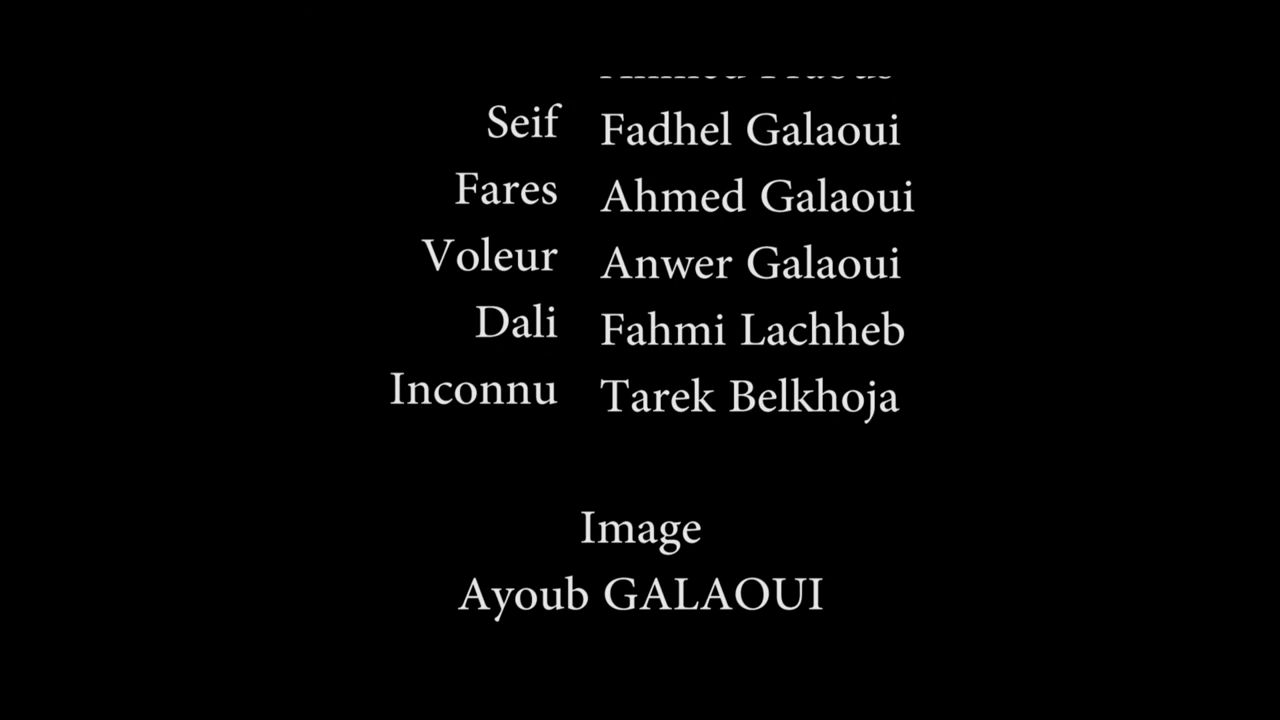 Seif Fadhel Galaoui
Fares Ahmed Galaoui
Voleur Anwer Galaoui
Dali Fahmi Lachheb
Inconnu Tarek Belkhoja
Image
Ayoub GALAOUI